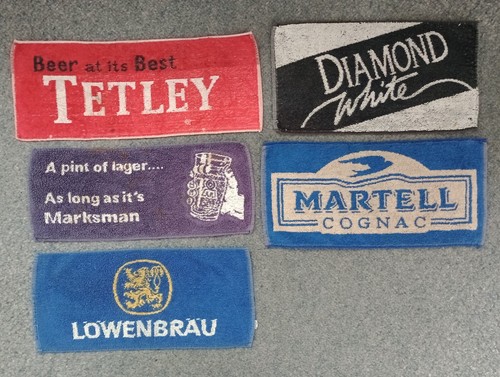 Beer at its Best
TETLEY
DIAMOND
White
A pint of lager....
As long as it's
Marksman
MARTELL
COGNAC
LÖWENBRÄU